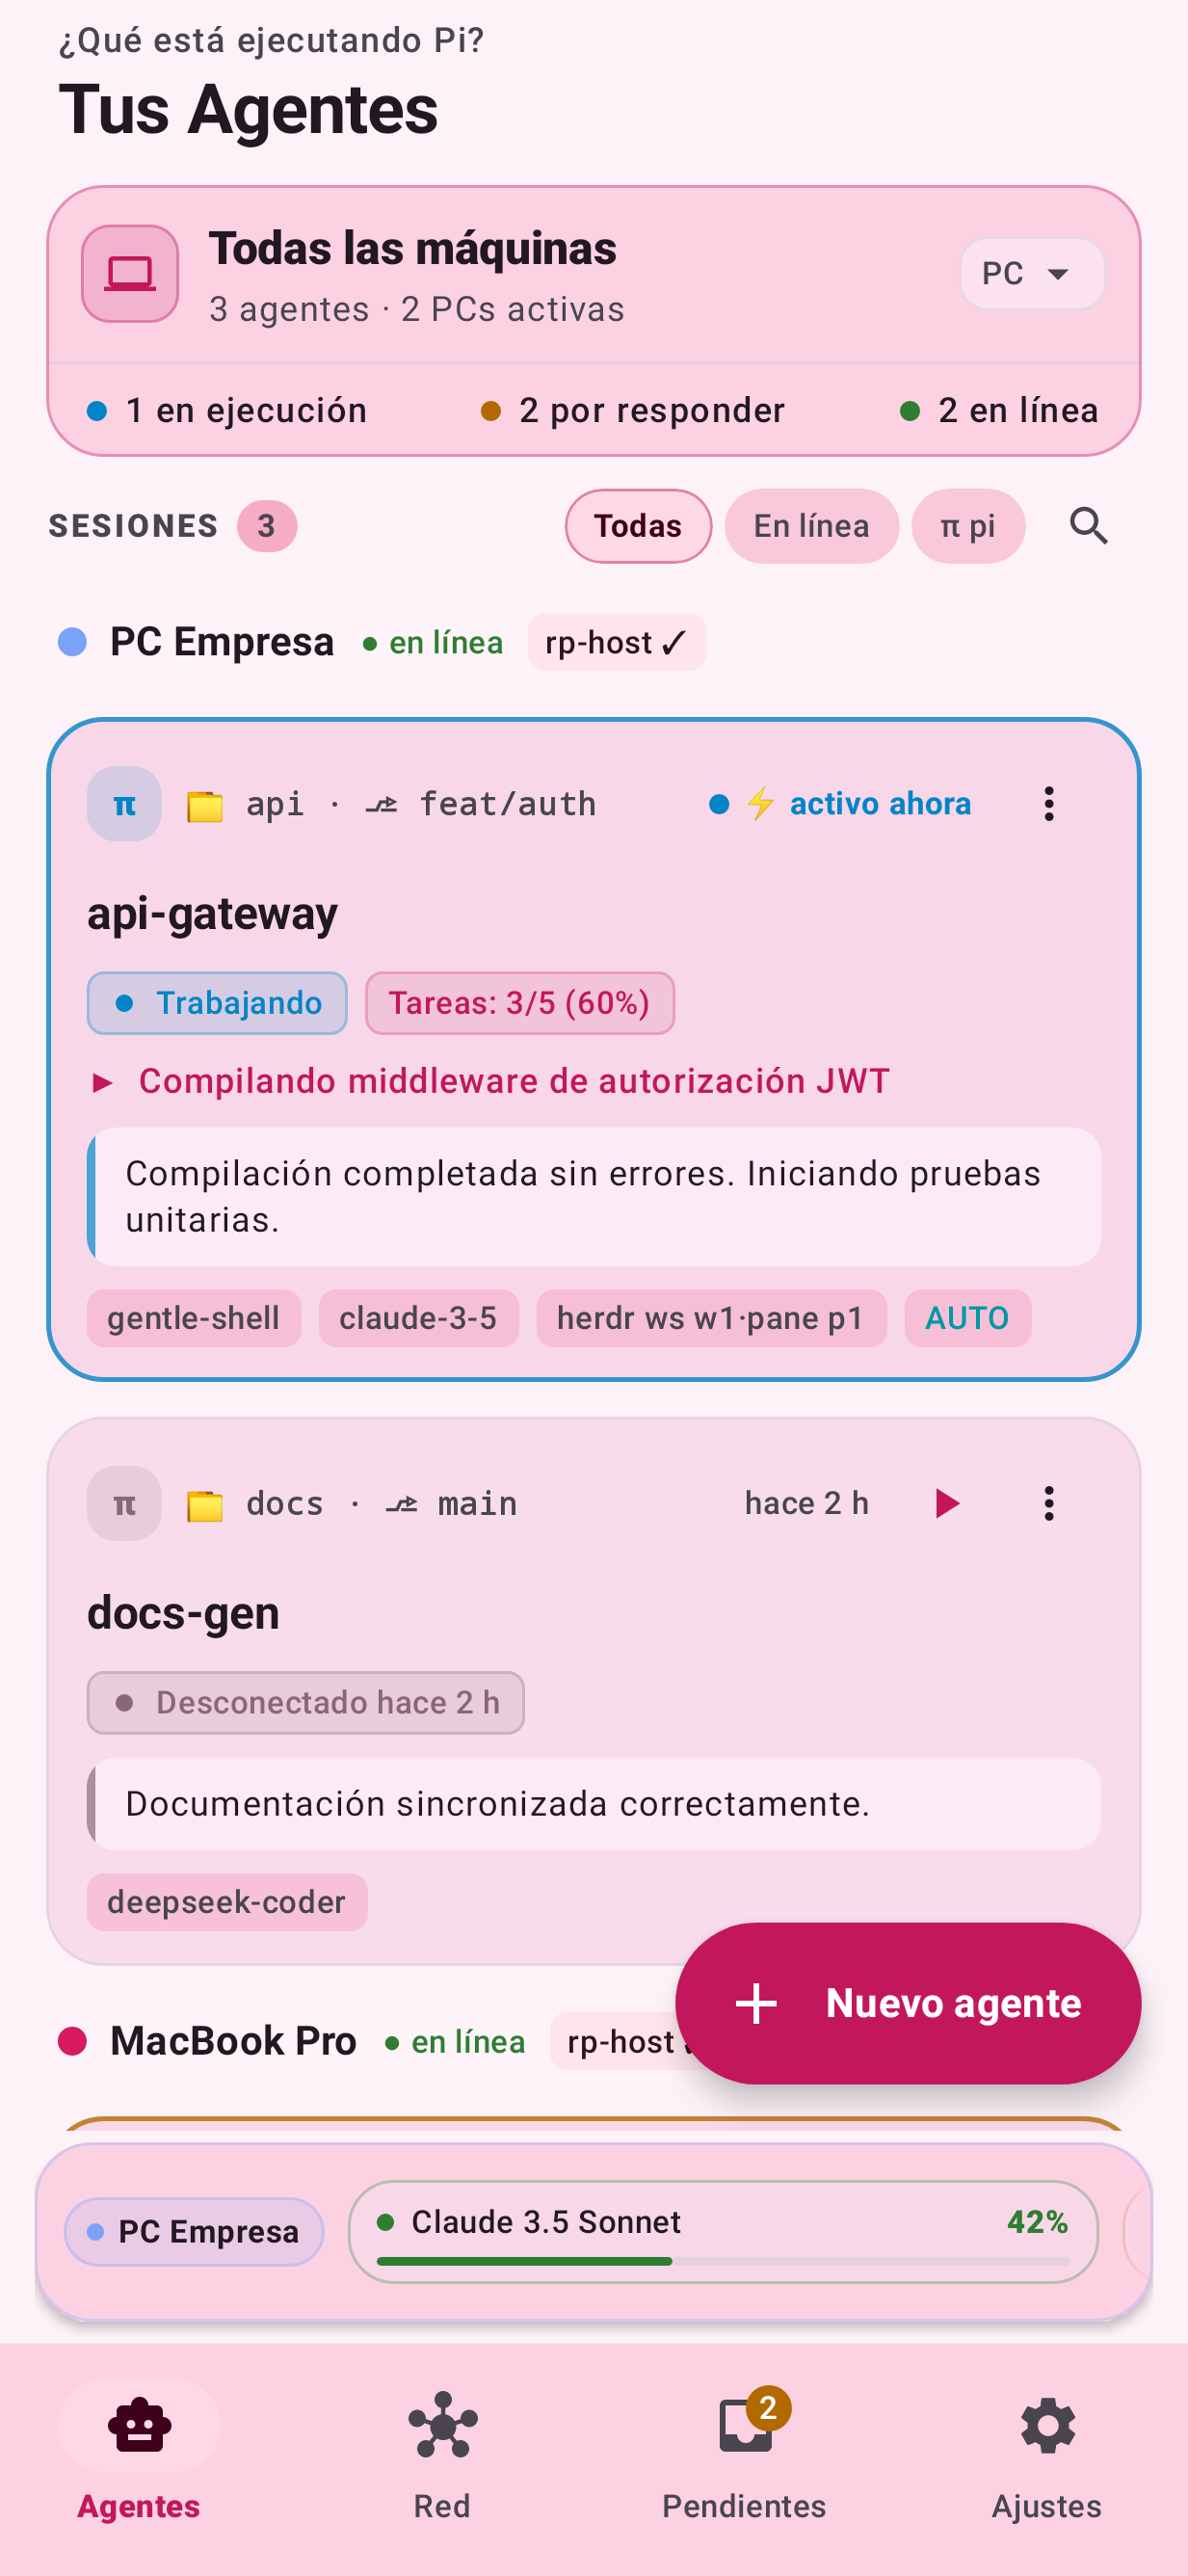 ¿Qué está ejecutando Pi?
Tus Agentes
Todas las máquinas
3 agentes · 2 PCs activas
PC
1 en ejecución
2 por responder
2 en línea
SESIONES 3
Todas
En línea
π pi
PC Empresa
en línea
rp-host ✓
π
api · feat/auth
⚡ activo ahora
api-gateway
Trabajando
Tareas: 3/5 (60%)
► Compilando middleware de autorización JWT
Compilación completada sin errores. Iniciando pruebas
unitarias.
gentle-shell
claude-3-5
herdr ws w1·pane p1
AUTO
π
docs · main
hace 2 h
docs-gen
Desconectado hace 2 h
Documentación sincronizada correctamente.
deepseek-coder
Nuevo agente
MacBook Pro
en línea
rp-host
PC Empresa
Claude 3.5 Sonnet
42%
2
Agentes
Red
Pendientes
Ajustes